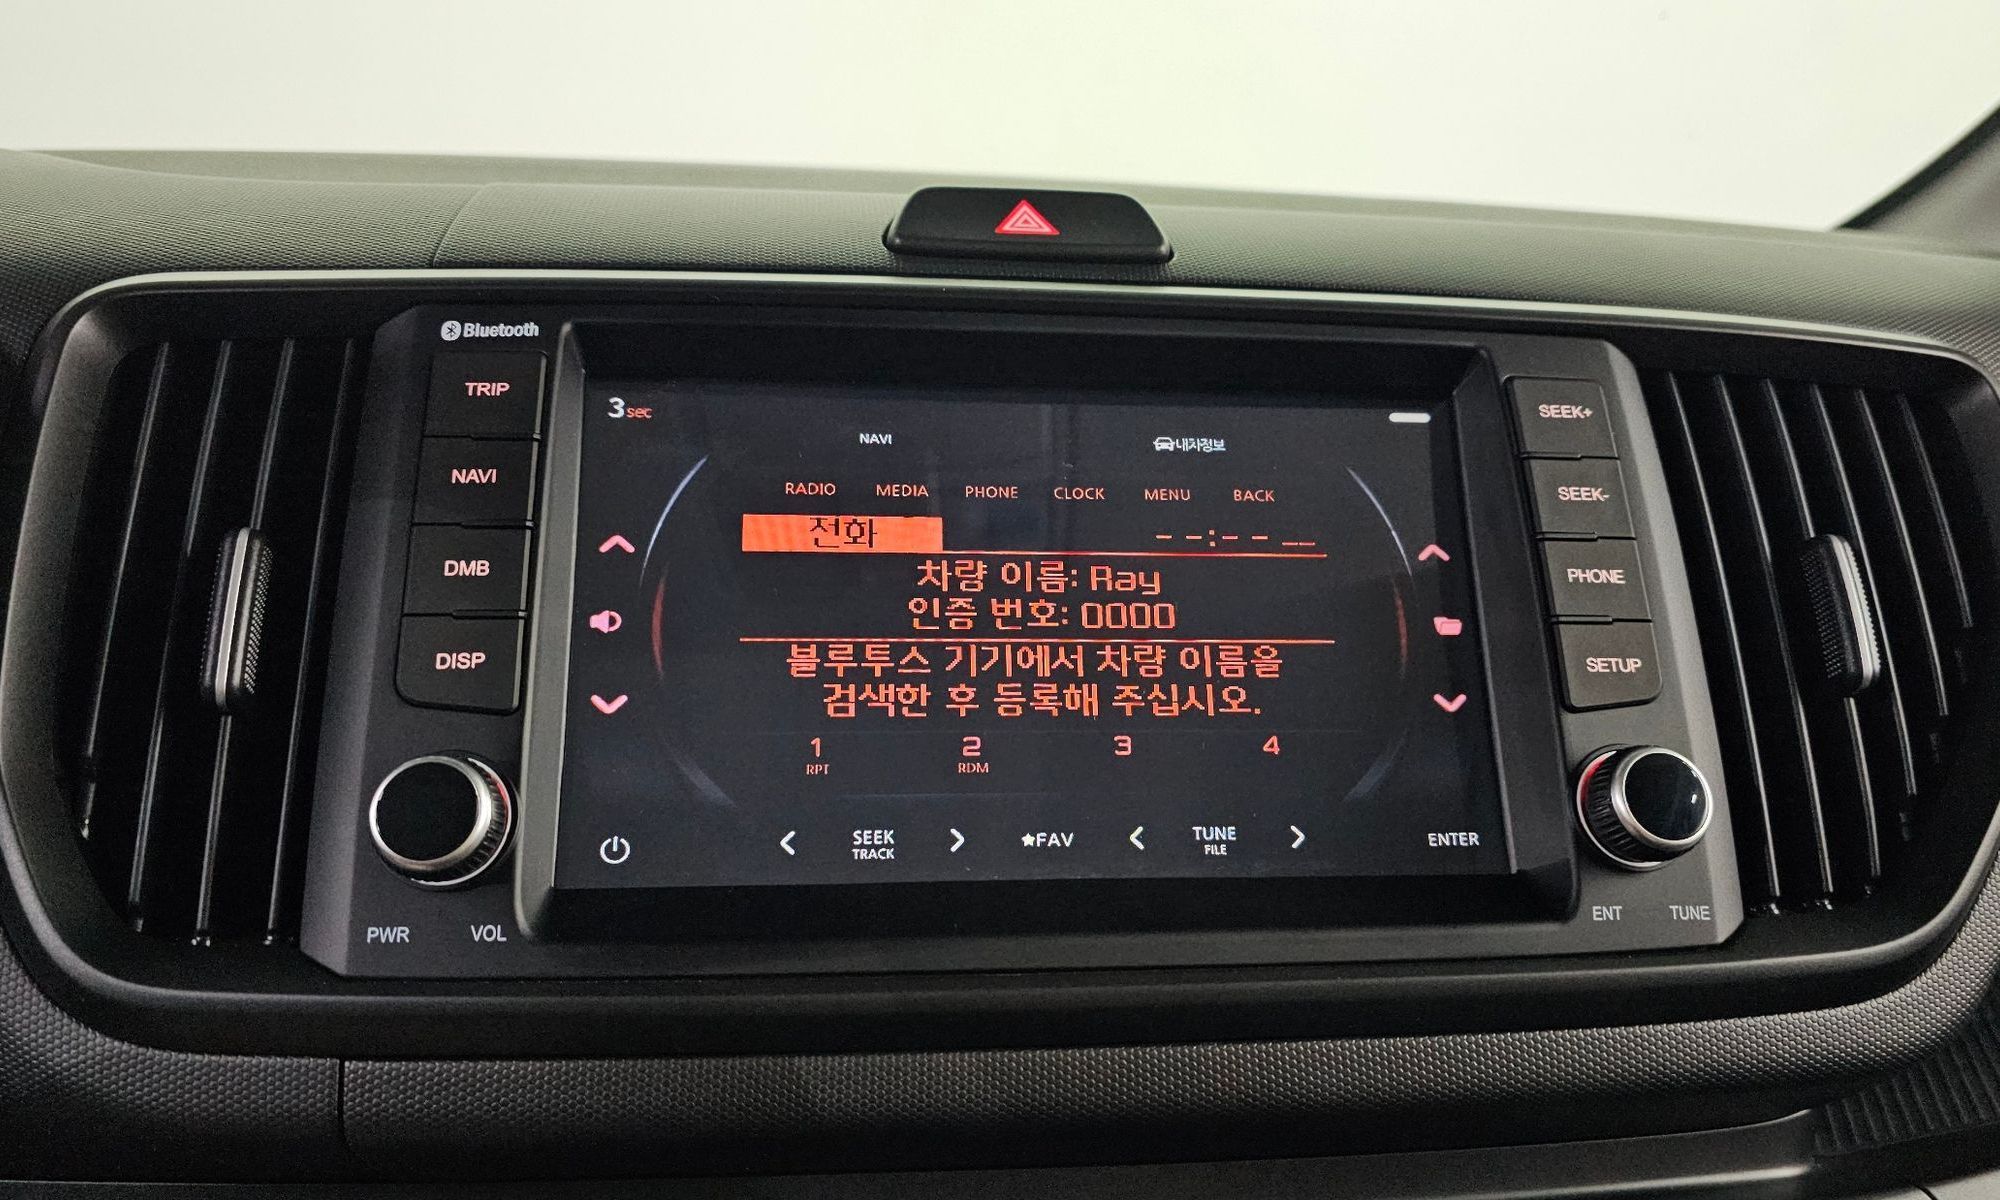 Bluetooth
TRIP
NAVI
DMB
DISP
PWR VOL
3 sec
NAVI 내차정보
RADIO MEDIA PHONE CLOCK MENU BACK
전화 --:-- __
차량 이름: Ray
인증 번호: 0000
블루투스 기기에서 차량 이름을
검색한 후 등록해 주십시오.
1 2 3 4
RPT RDM
SEEK ★FAV TUNE ENTER
TRACK FILE
SEEK+
SEEK-
PHONE
SETUP
ENT TUNE